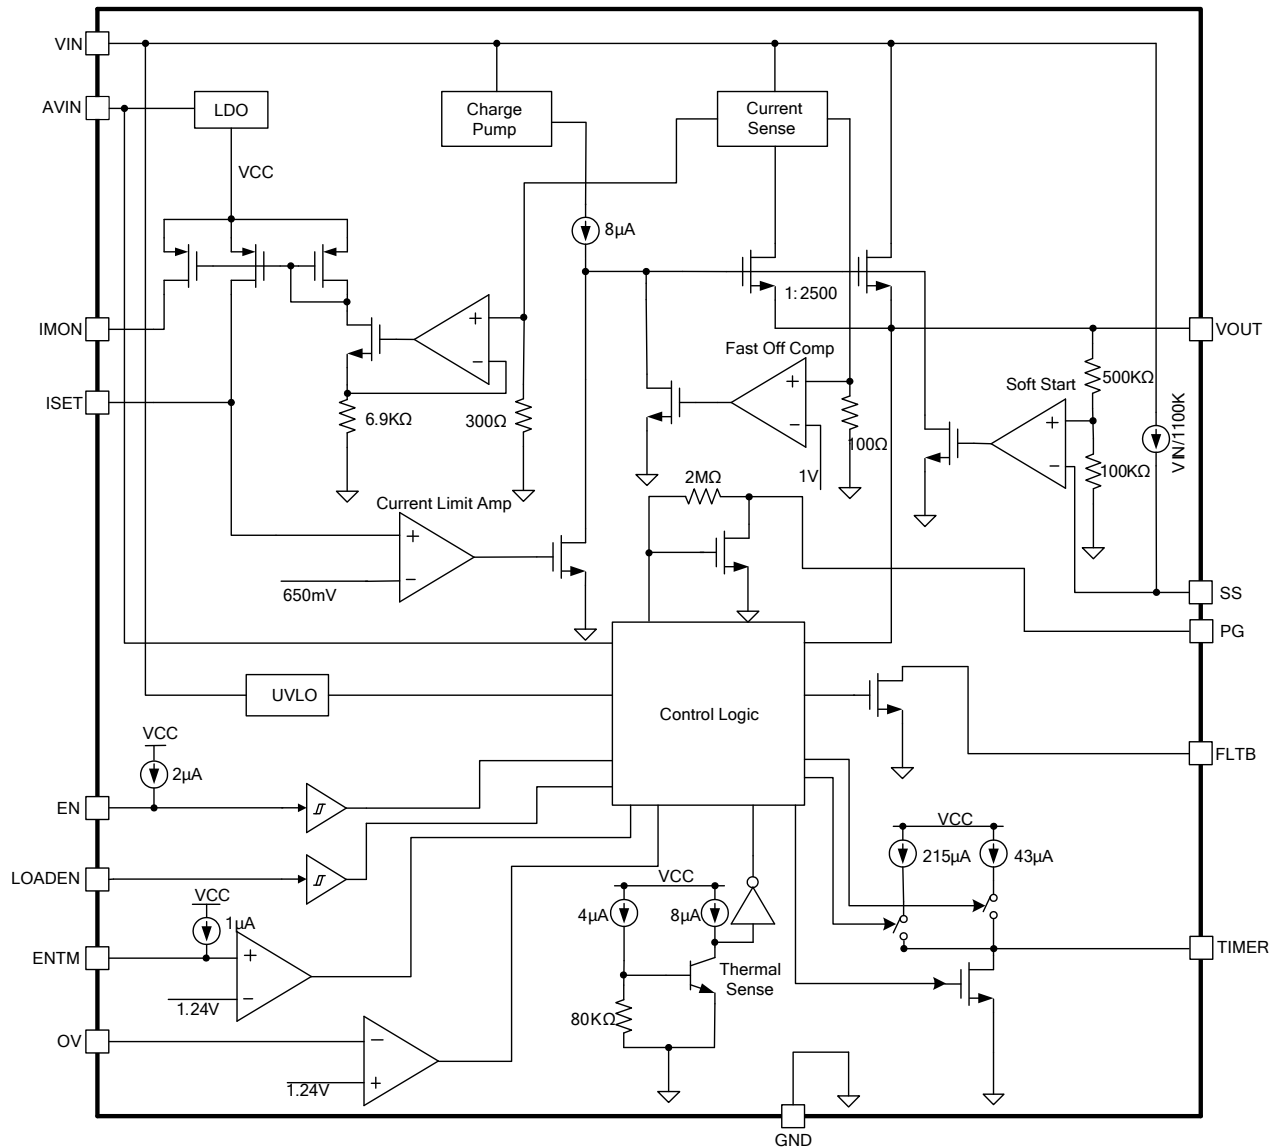 VIN
AVIN
LDO
Charge
Pump
Current
Sense
VCC
8µA
1:2500
IMON
VOUT
Fast Off Comp
Soft Start
500KΩ
ISET
6.9KΩ
300Ω
100Ω
VIN/1100K
100KΩ
1V
2MΩ
Current Limit Amp
650mV
SS
PG
UVLO
Control Logic
VCC
2µA
FLTB
EN
VCC
215µA
43µA
LOADEN
VCC
VCC
1µA
4µA
8µA
ENTM
TIMER
Thermal
Sense
1.24V
80KΩ
OV
1.24V
GND